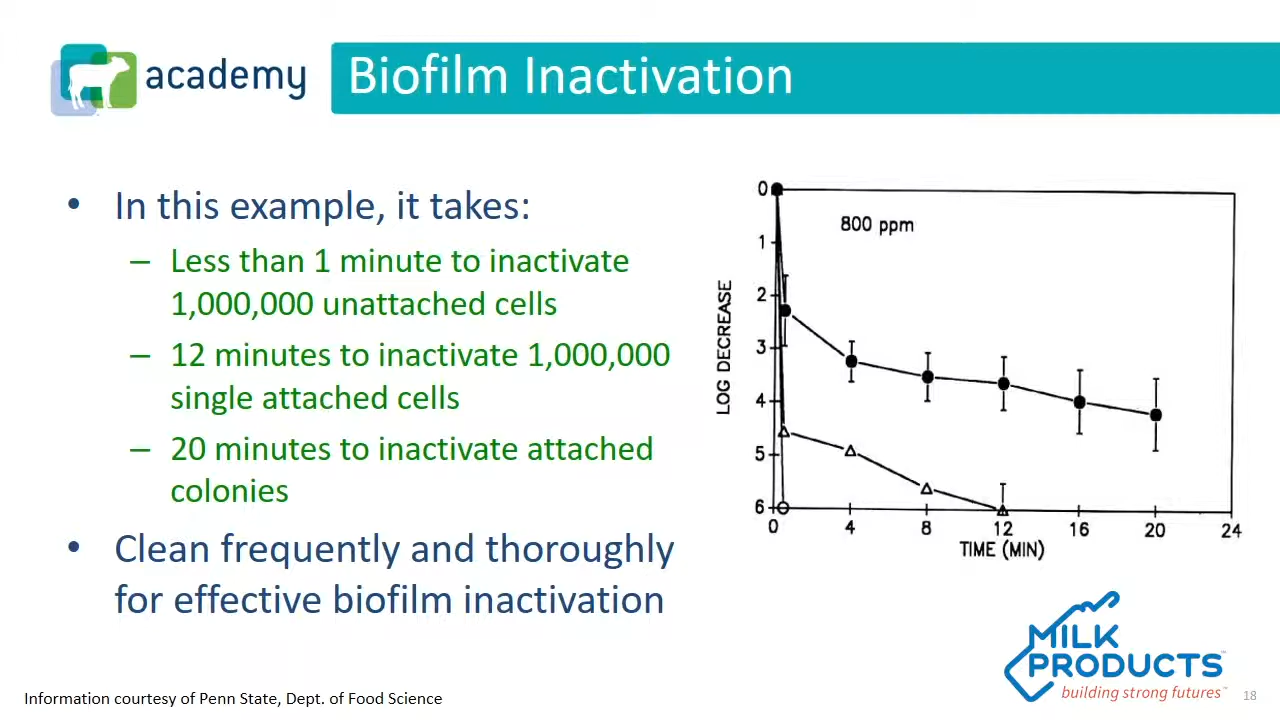 academy
Biofilm Inactivation
• In this example, it takes:
– Less than 1 minute to inactivate
1,000,000 unattached cells
– 12 minutes to inactivate 1,000,000
single attached cells
– 20 minutes to inactivate attached
colonies
• Clean frequently and thoroughly
for effective biofilm inactivation
800 ppm
LOG DECREASE
0
1
2
3
4
5
6
0 4 8 12 16 20 24
TIME (MIN)
MILK
PRODUCTS™
building strong futures™
Information courtesy of Penn State, Dept. of Food Science
18